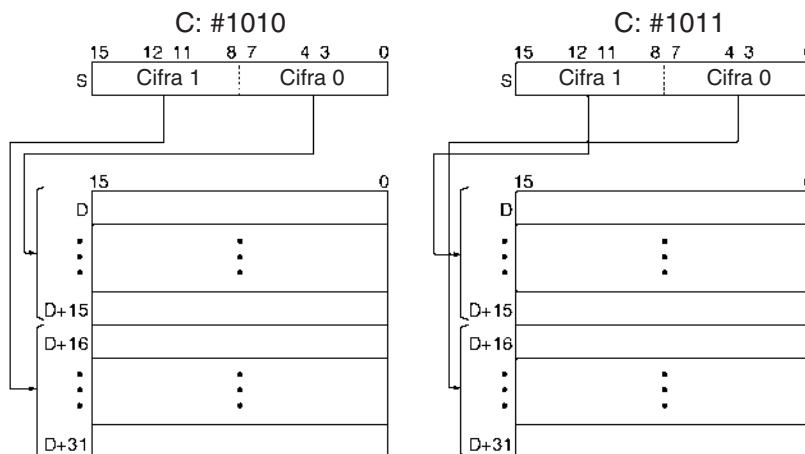 C: #1010
15 12 11 8 7 4 3 0
S Cifra 1 Cifra 0
15 0
D
D+15
D+16
D+31
C: #1011
15 12 11 8 7 4 3
S Cifra 1 Cifra 0
15
D
D+15
D+16
D+31